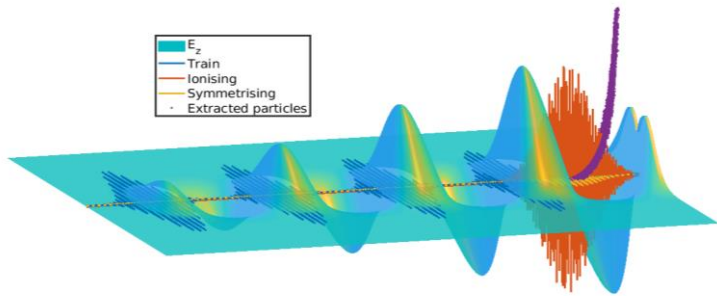 E_z
Train
Ionising
Symmetrising
Extracted particles